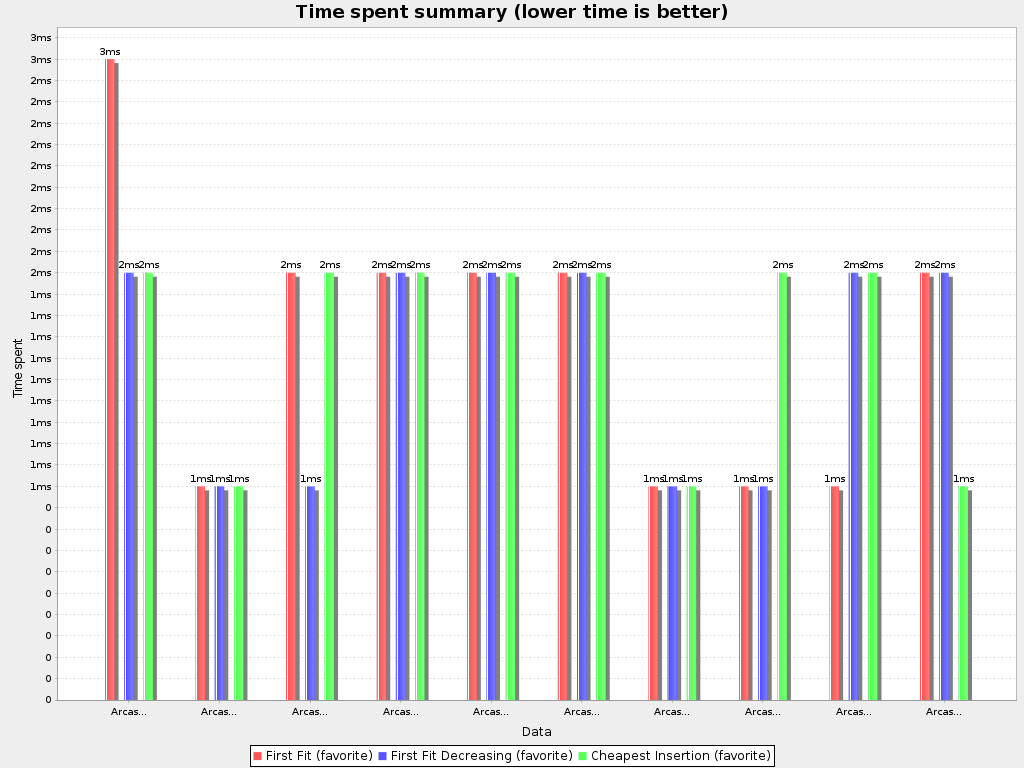 Time spent summary (lower time is better)
3ms
3ms
2ms
2ms
2ms
2ms
2ms
2ms
2ms
2ms
2ms
2ms
1ms
1ms
1ms
1ms
1ms
1ms
1ms
1ms
1ms
1ms
0
0
0
0
0
0
0
0
0
0
Time spent
3ms
2ms 2ms
1ms 1ms 1ms
2ms
1ms
2ms
2ms 2ms 2ms
2ms 2ms 2ms
2ms 2ms 2ms
1ms 1ms 1ms
1ms 1ms
2ms
1ms
2ms 2ms
2ms 2ms
1ms
Arcas... Arcas... Arcas... Arcas... Arcas... Arcas... Arcas... Arcas... Arcas... Arcas...
Data
First Fit (favorite) First Fit Decreasing (favorite) Cheapest Insertion (favorite)